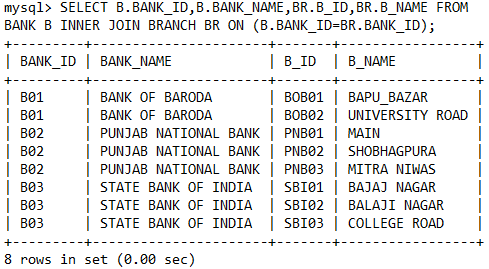 mysql> SELECT B.BANK_ID,B.BANK_NAME,BR.B_ID,BR.B_NAME FROM
BANK B INNER JOIN BRANCH BR ON (B.BANK_ID=BR.BANK_ID);
+---------+----------------------+-------+-----------------+
| BANK_ID | BANK_NAME            | B_ID  | B_NAME          |
+---------+----------------------+-------+-----------------+
| B01     | BANK OF BARODA       | BOB01 | BAPU_BAZAR      |
| B01     | BANK OF BARODA       | BOB02 | UNIVERSITY ROAD |
| B02     | PUNJAB NATIONAL BANK | PNB01 | MAIN            |
| B02     | PUNJAB NATIONAL BANK | PNB02 | SHOBHAGPURA     |
| B02     | PUNJAB NATIONAL BANK | PNB03 | MITRA NIWAS     |
| B03     | STATE BANK OF INDIA  | SBI01 | BAJAJ NAGAR     |
| B03     | STATE BANK OF INDIA  | SBI02 | BALAJI NAGAR    |
| B03     | STATE BANK OF INDIA  | SBI03 | COLLEGE ROAD    |
+---------+----------------------+-------+-----------------+
8 rows in set (0.00 sec)